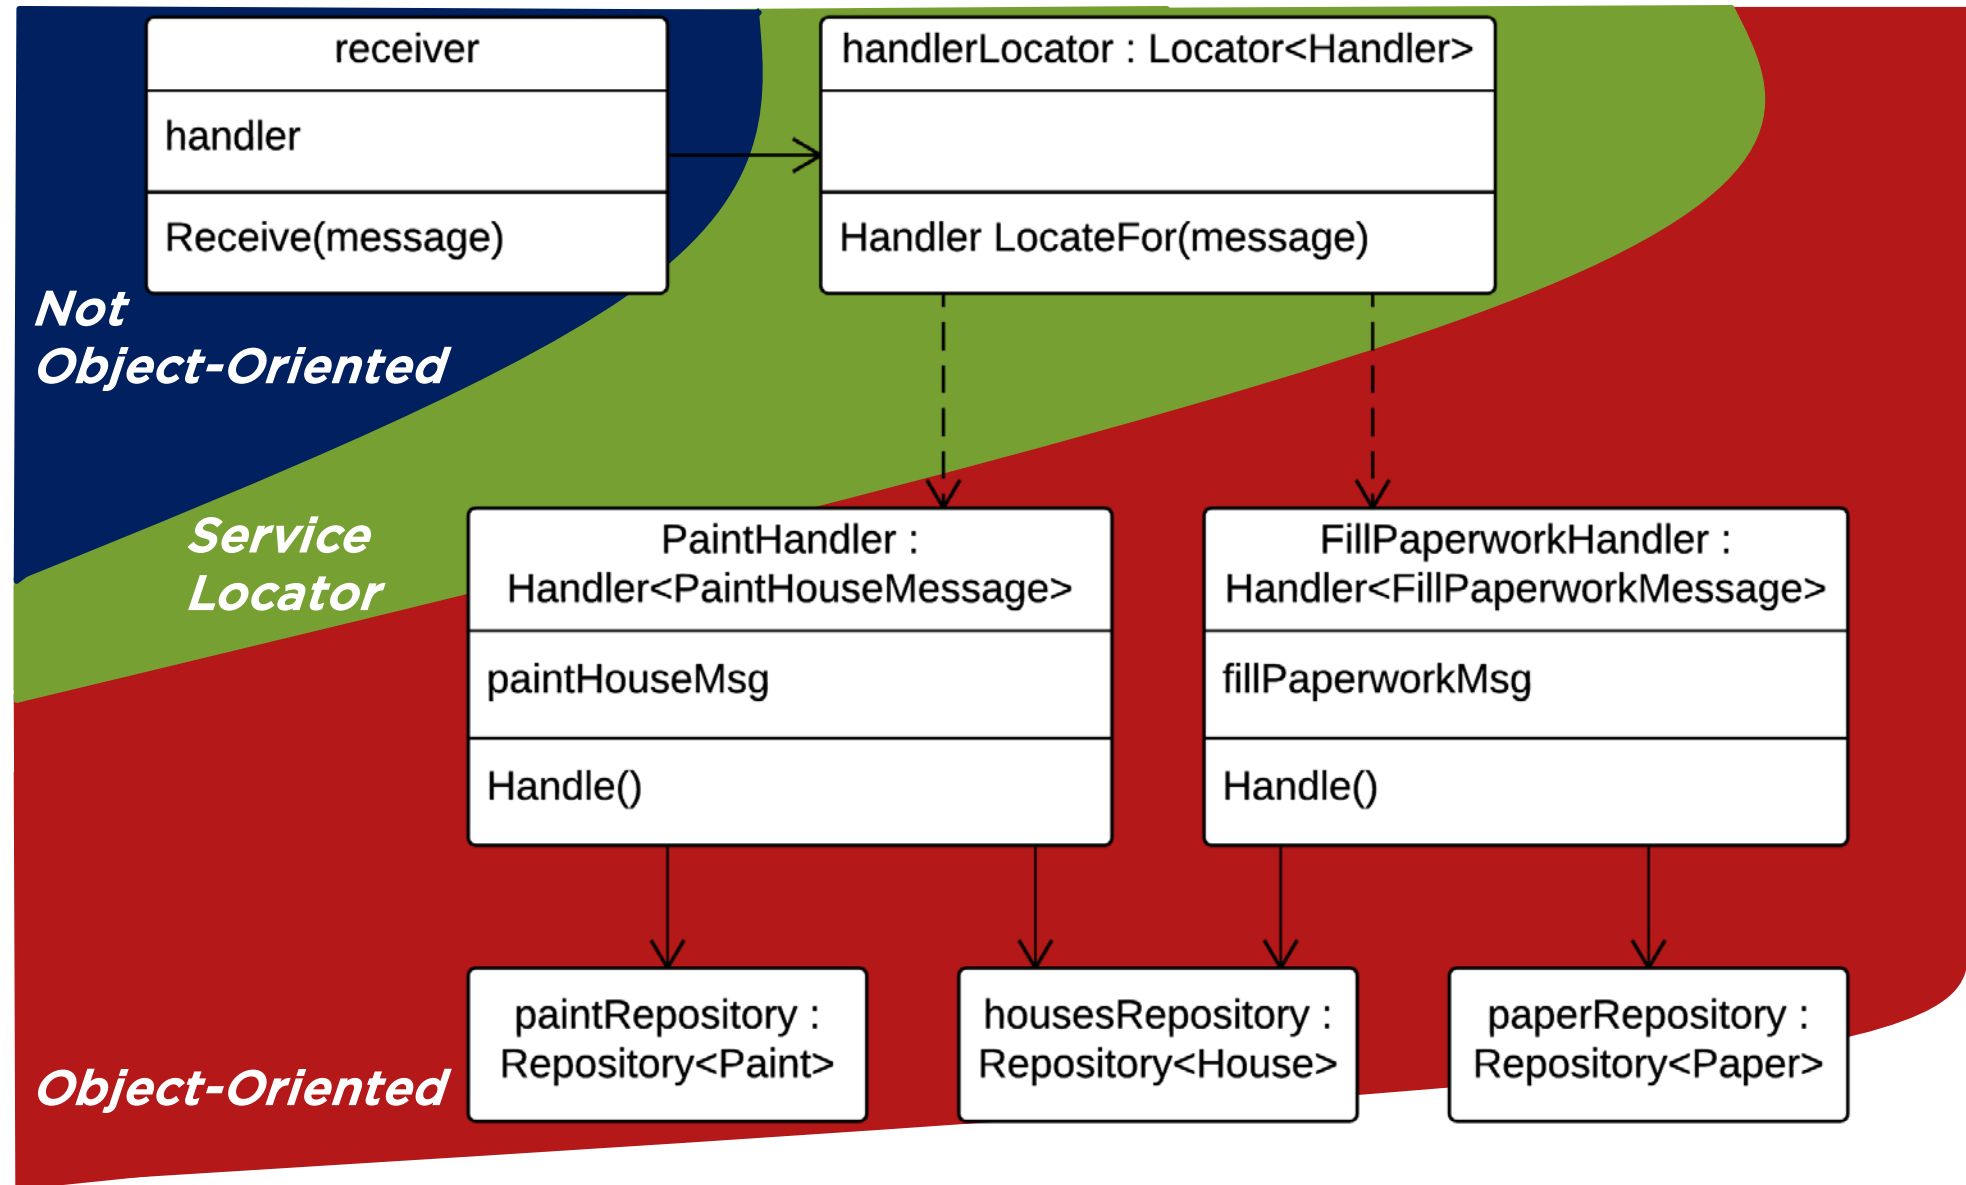 receiver
handler
Receive(message)
handlerLocator : Locator<Handler>
Handler LocateFor(message)
Not
Object-Oriented
Service
Locator
PaintHandler :
Handler<PaintHouseMessage>
paintHouseMsg
Handle()
FillPaperworkHandler :
Handler<FillPaperworkMessage>
fillPaperworkMsg
Handle()
Object-Oriented
paintRepository :
Repository<Paint>
housesRepository :
Repository<House>
paperRepository :
Repository<Paper>